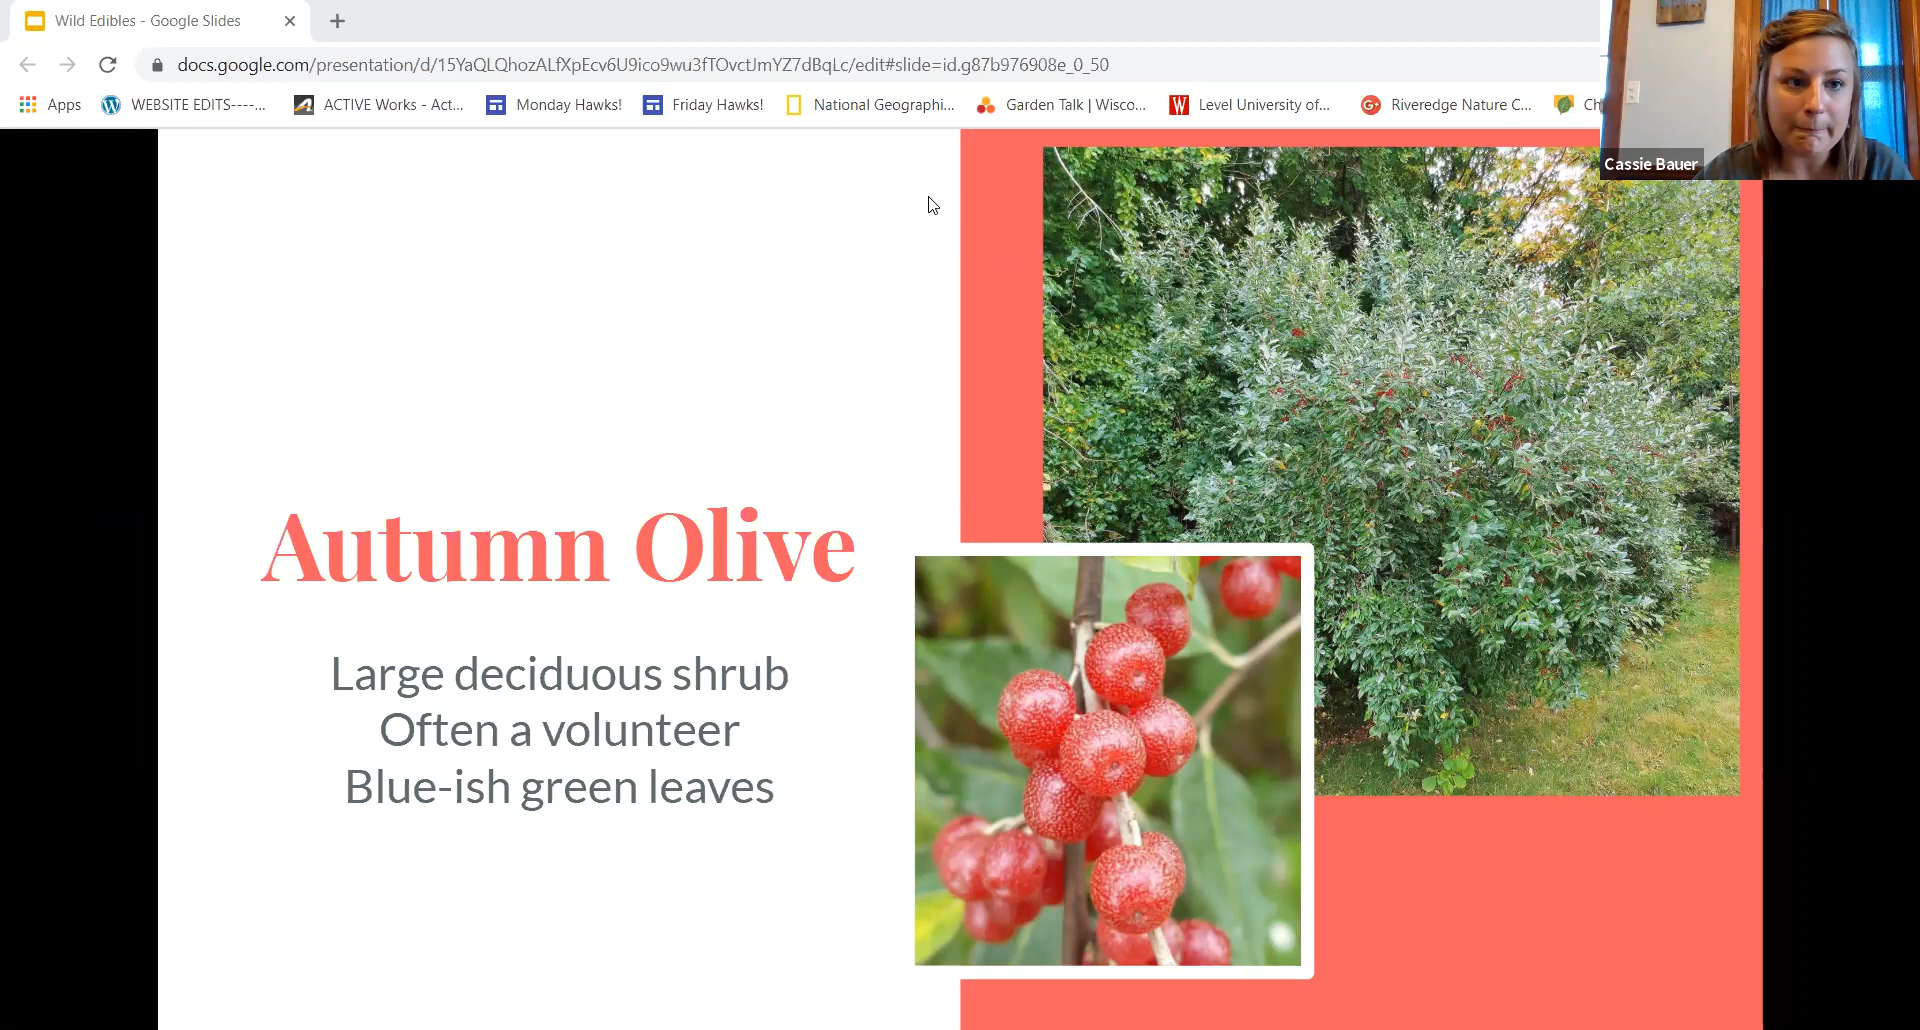 Wild Edibles - Google Slides
docs.google.com/presentation/d/15YaQLQhozALfXpEcv6U9ico9wu3fTOvctJmYZ7dBqLc/edit#slide=id.g87b976908e_0_50
Apps WEBSITE EDITS----... ACTIVE Works - Act... Monday Hawks! Friday Hawks! National Geographi... Garden Talk | Wisco... Level University of... Riveredge Nature C... Ch
Cassie Bauer
Autumn Olive
Large deciduous shrub
Often a volunteer
Blue-ish green leaves